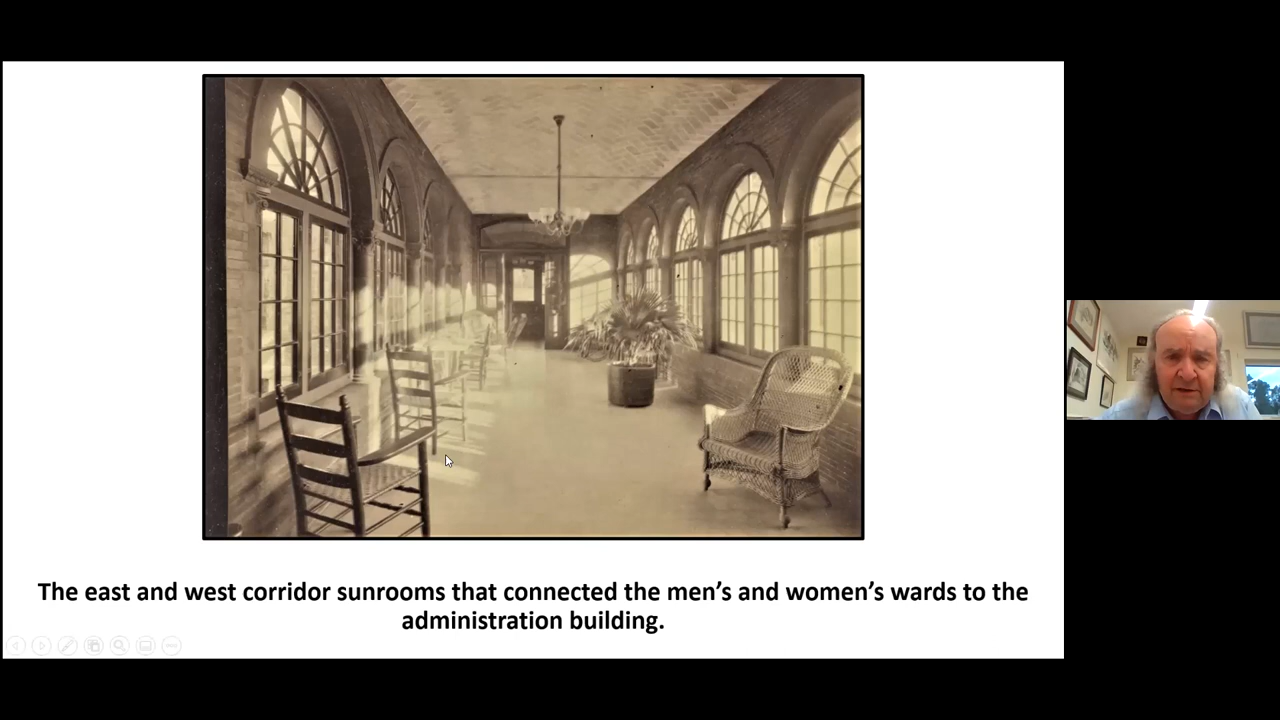 The east and west corridor sunrooms that connected the men’s and women’s wards to the
administration building.